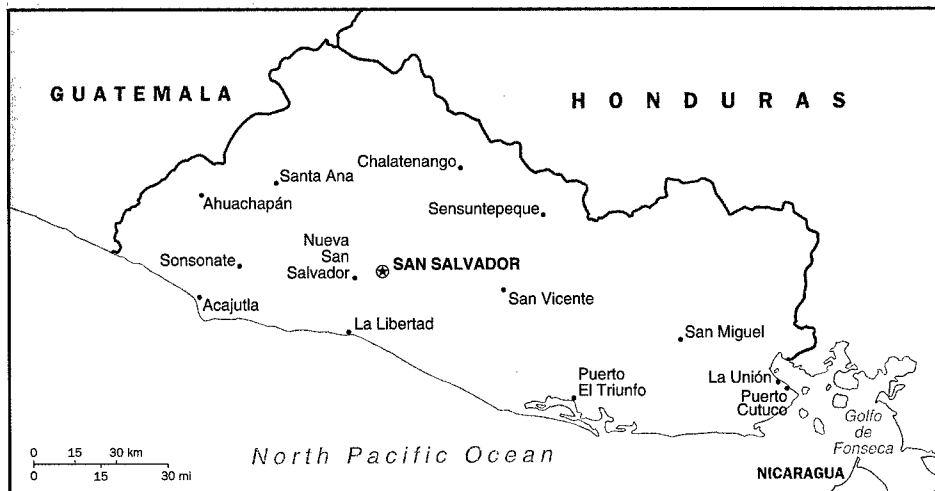 GUATEMALA
HONDURAS
Chalatenango
Santa Ana
Ahuachapán
Sensuntepeque
Nueva
San
Salvador
SAN SALVADOR
Sonsonate
San Vicente
Acajutla
La Libertad
San Miguel
Puerto
El Triunfo
La Unión
Puerto
Cutuco
Golfo
de
Fonseca
North Pacific Ocean
NICARAGUA
0 15 30 km
0 15 30 mi